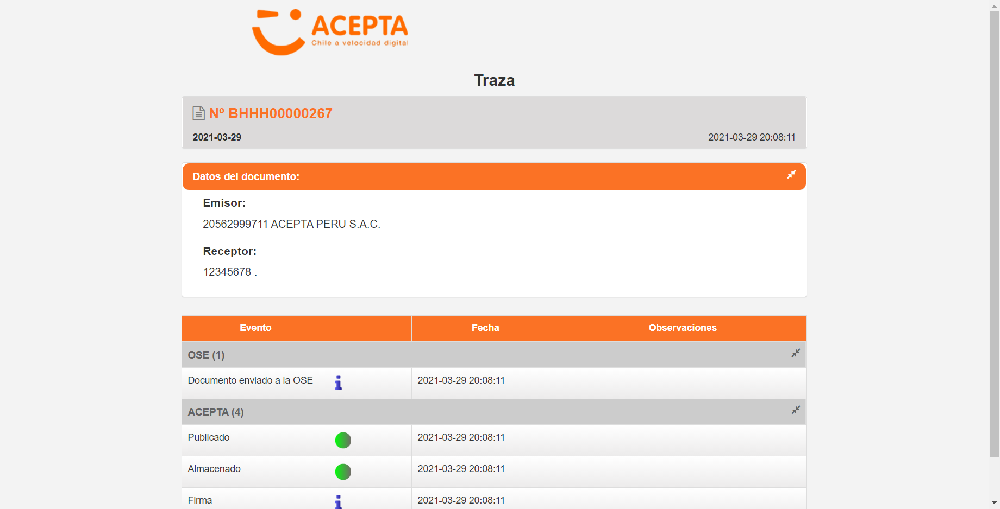 ACEPTA
Chile a velocidad digital
Traza
Nº BHHH00000267
2021-03-29 2021-03-29 20:08:11
Datos del documento:
Emisor:
20562999711 ACEPTA PERU S.A.C.
Receptor:
12345678 .
Evento Fecha Observaciones
OSE (1)
Documento enviado a la OSE 2021-03-29 20:08:11
ACEPTA (4)
Publicado 2021-03-29 20:08:11
Almacenado 2021-03-29 20:08:11
Firma 2021-03-29 20:08:11